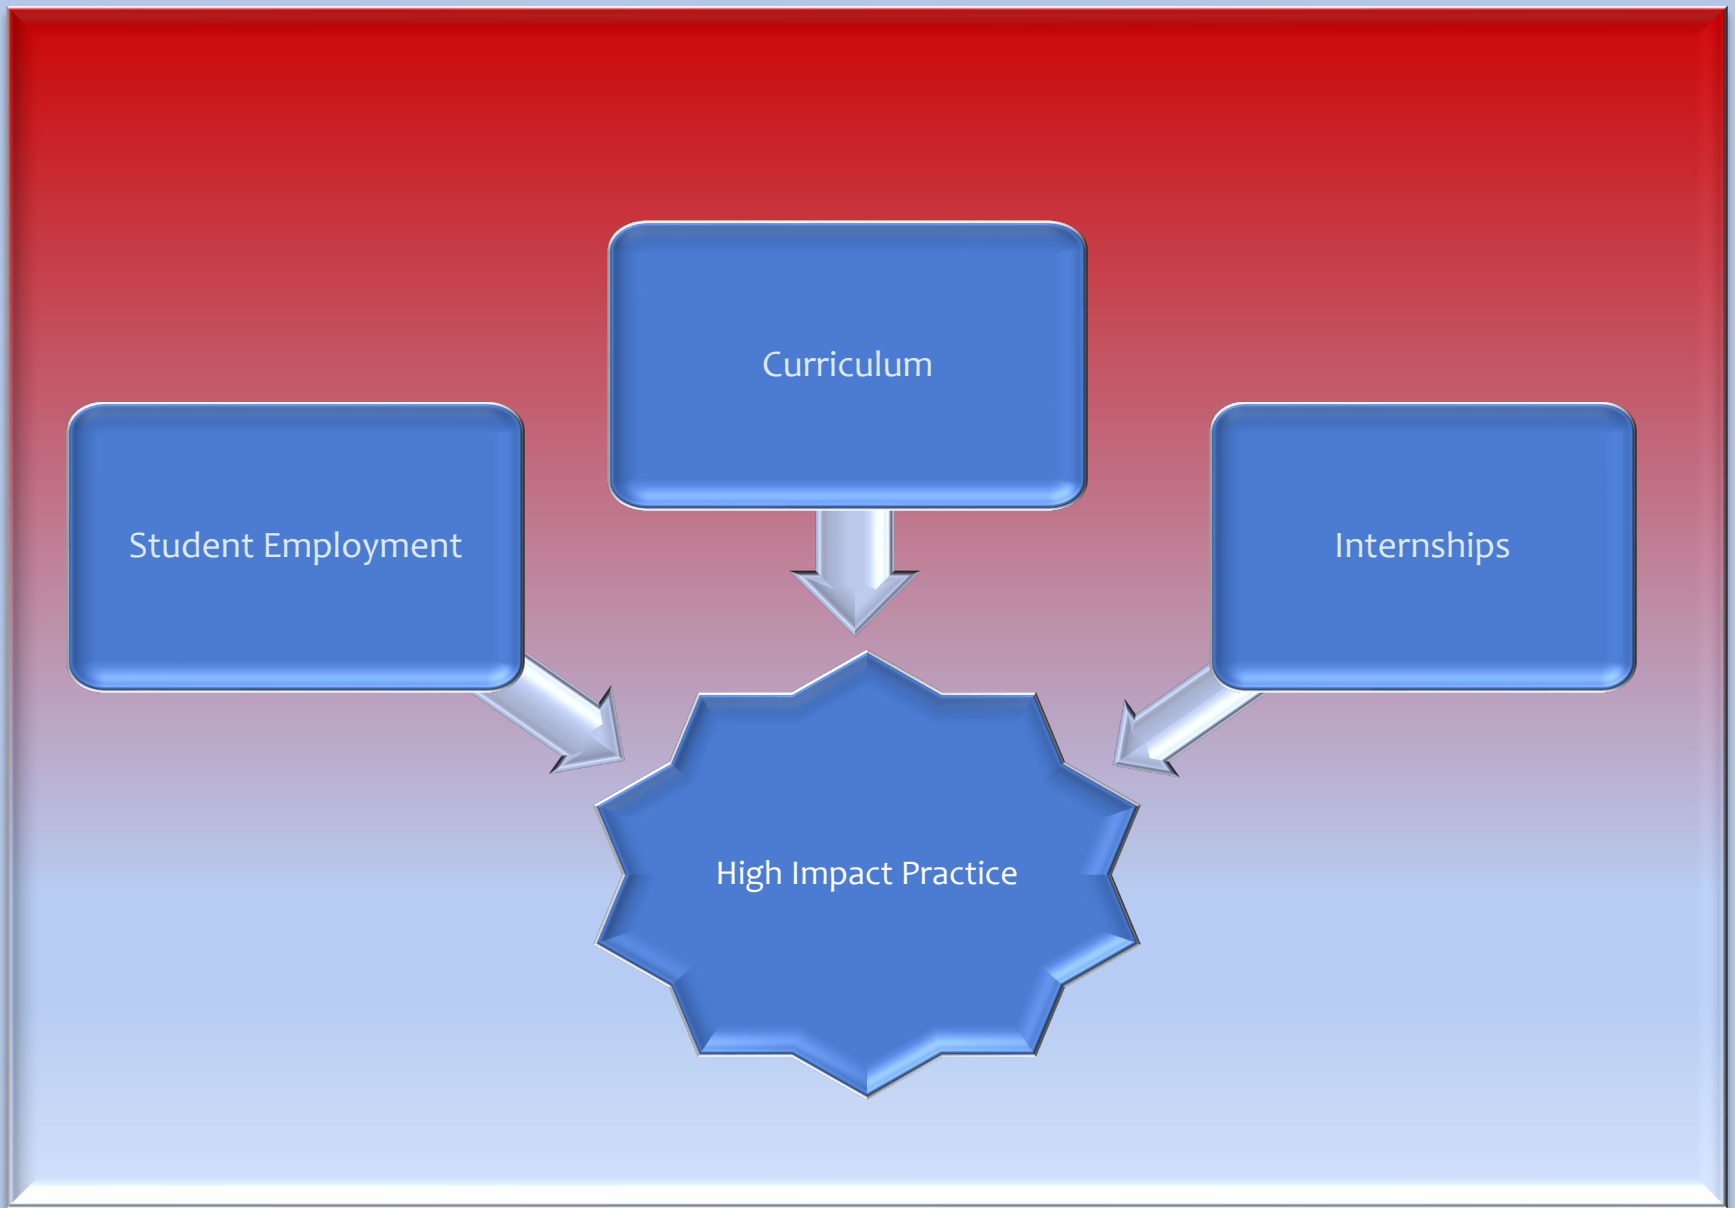 Curriculum
Student Employment
Internships
High Impact Practice